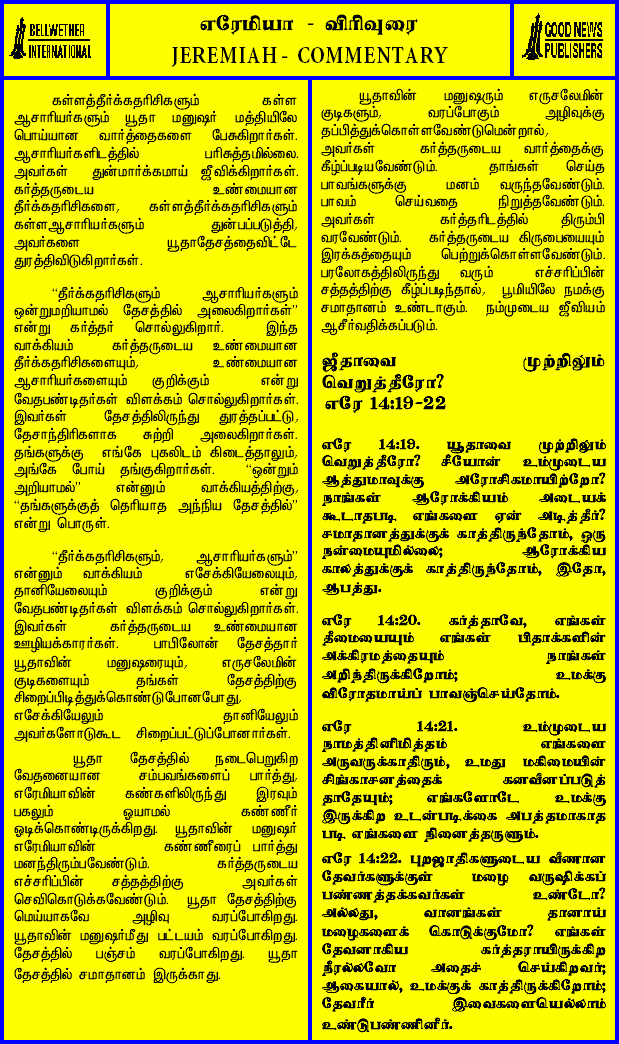 BELLWETHER
INTERNATIONAL
எரேமியா - விரிவுரை
JEREMIAH - COMMENTARY
GOOD NEWS
PUBLISHERS
கள்ளத்தீர்க்கதரிசிகளும் கள்ள
ஆசாரியர்களும் யூதா மனுஷர் மத்தியிலே
பொய்யான வார்த்தைகளை பேசுகிறார்கள்.
ஆசாரியர்களிடத்தில் பரிசுத்தமில்லை.
அவர்கள் துன்மார்க்கமாய் ஜீவிக்கிறார்கள்.
கர்த்தருடைய உண்மையான
தீர்க்கதரிசிகளை, கள்ளத்தீர்க்கதரிசிகளும்
கள்ளஆசாரியர்களும் துன்பப்படுத்தி,
அவர்களை யூதாதேசத்தைவிட்டே
துரத்திவிடுகிறார்கள்.
“தீர்க்கதரிசிகளும் ஆசாரியர்களும்
ஒன்றுமறியாமல் தேசத்தில் அலைகிறார்கள்”
என்று கர்த்தர் சொல்லுகிறார். இந்த
வாக்கியம் கர்த்தருடைய உண்மையான
தீர்க்கதரிசிகளையும், உண்மையான
ஆசாரியர்களையும் குறிக்கும் என்று
வேதபண்டிதர்கள் விளக்கம் சொல்லுகிறார்கள்.
இவர்கள் தேசத்திலிருந்து துரத்தப்பட்டு,
தேசாந்திரிகளாக சுற்றி அலைகிறார்கள்.
தங்களுக்கு எங்கே புகலிடம் கிடைத்தாலும்,
அங்கே போய் தங்குகிறார்கள். “ஒன்றும்
அறியாமல்” என்னும் வாக்கியத்திற்கு,
“தங்களுக்குத் தெரியாத அந்நிய தேசத்தில்”
என்று பொருள்.
“தீர்க்கதரிசிகளும், ஆசாரியர்களும்”
என்னும் வாக்கியம் எசேக்கியேலையும்,
தானியேலையும் குறிக்கும் என்று
வேதபண்டிதர்கள் விளக்கம் சொல்லுகிறார்கள்.
இவர்கள் கர்த்தருடைய உண்மையான
ஊழியக்காரர்கள். பாபிலோன் தேசத்தார்
யூதாவின் மனுஷரையும், எருசலேமின்
குடிகளையும் தங்கள் தேசத்திற்கு
சிறைப்பிடித்துக்கொண்டுபோனபோது,
எசேக்கியேலும் தானியேலும்
அவர்களோடுகூட சிறைப்பட்டுப்போனார்கள்.
யூதா தேசத்தில் நடைபெறுகிற
வேதனையான சம்பவங்களைப் பார்த்து,
எரேமியாவின் கண்களிலிருந்து இரவும்
பகலும் ஓயாமல் கண்ணீர்
ஓடிக்கொண்டிருக்கிறது. யூதாவின் மனுஷர்
எரேமியாவின் கண்ணீரைப் பார்த்து
மனந்திரும்பவேண்டும். கர்த்தருடைய
எச்சரிப்பின் சத்தத்திற்கு அவர்கள்
செவிகொடுக்கவேண்டும். யூதா தேசத்திற்கு
மெய்யாகவே அழிவு வரப்போகிறது.
யூதாவின் மனுஷர்மீது பட்டயம் வரப்போகிறது.
தேசத்தில் பஞ்சம் வரப்போகிறது. யூதா
தேசத்தில் சமாதானம் இருக்காது.
யூதாவின் மனுஷரும் எருசலேமின்
குடிகளும், வரப்போகும் அழிவுக்கு
தப்பித்துக்கொள்ளவேண்டுமென்றால்,
அவர்கள் கர்த்தருடைய வார்த்தைக்கு
கீழ்ப்படியவேண்டும். தாங்கள் செய்த
பாவங்களுக்கு மனம் வருந்தவேண்டும்.
பாவம் செய்வதை நிறுத்தவேண்டும்.
அவர்கள் கர்த்தரிடத்தில் திரும்பி
வரவேண்டும். கர்த்தருடைய கிருபையையும்
இரக்கத்தையும் பெற்றுக்கொள்ளவேண்டும்.
பரலோகத்திலிருந்து வரும் எச்சரிப்பின்
சத்தத்திற்கு கீழ்ப்படிந்தால், பூமியிலே நமக்கு
சமாதானம் உண்டாகும். நம்முடைய ஜீவியம்
ஆசீர்வதிக்கப்படும்.
ஜீதாவை முற்றிலும்
வெறுத்தீரோ?
எரே 14:19-22
எரே 14:19. யூதாவை முற்றிலும்
வெறுத்தீரோ? சீயோன் உம்முடைய
ஆத்துமாவுக்கு அரோசிகமாயிற்றோ?
நாங்கள் ஆரோக்கியம் அடையக்
கூடாதபடி எங்களை ஏன் அடித்தீர்?
சமாதானத்துக்குக் காத்திருந்தோம், ஒரு
நன்மையுமில்லை; ஆரோக்கிய
காலத்துக்குக் காத்திருந்தோம், இதோ,
ஆபத்து.
எரே 14:20. கர்த்தாவே, எங்கள்
தீமையையும் எங்கள் பிதாக்களின்
அக்கிரமத்தையும் நாங்கள்
அறிந்திருக்கிறோம்; உமக்கு
விரோதமாய்ப் பாவஞ்செய்தோம்.
எரே 14:21. உம்முடைய
நாமத்தினிமித்தம் எங்களை
அருவருக்காதிரும், உமது மகிமையின்
சிங்காசனத்தைக் கனவீனப்படுத்
தாதேயும்; எங்களோடே உமக்கு
இருக்கிற உடன்படிக்கை அபத்தமாகாத
படி எங்களை நினைத்தருளும்.
எரே 14:22. புறஜாதிகளுடைய வீணான
தேவர்களுக்குள் மழை வருஷிக்கப்
பண்ணத்தக்கவர்கள் உண்டோ?
அல்லது, வானங்கள் தானாய்
மழைகளைக் கொடுக்குமோ? எங்கள்
தேவனாகிய கர்த்தராயிருக்கிற
நீரல்லவோ அதைச் செய்கிறவர்;
ஆகையால், உமக்குக் காத்திருக்கிறோம்;
தேவரீர் இவைகளையெல்லாம்
உண்டுபண்ணினீர்.